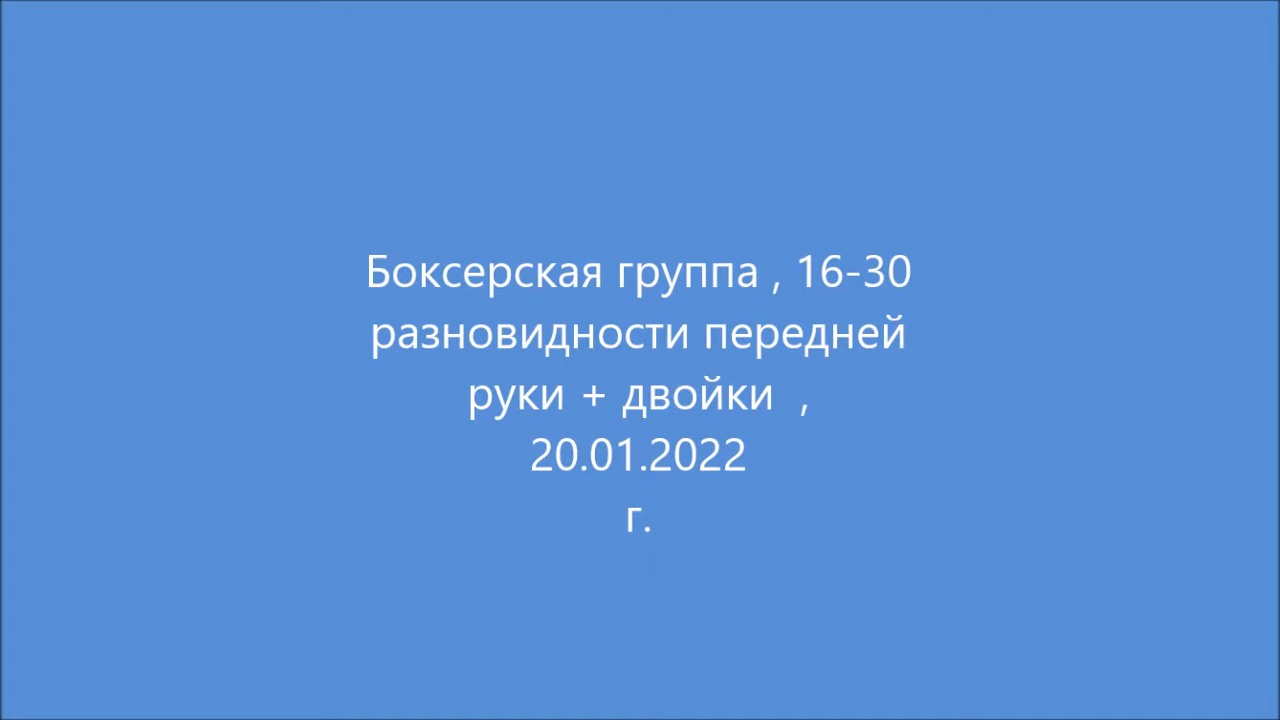 Боксерская группа , 16-30
разновидности передней
руки + двойки  ,
20.01.2022
г.